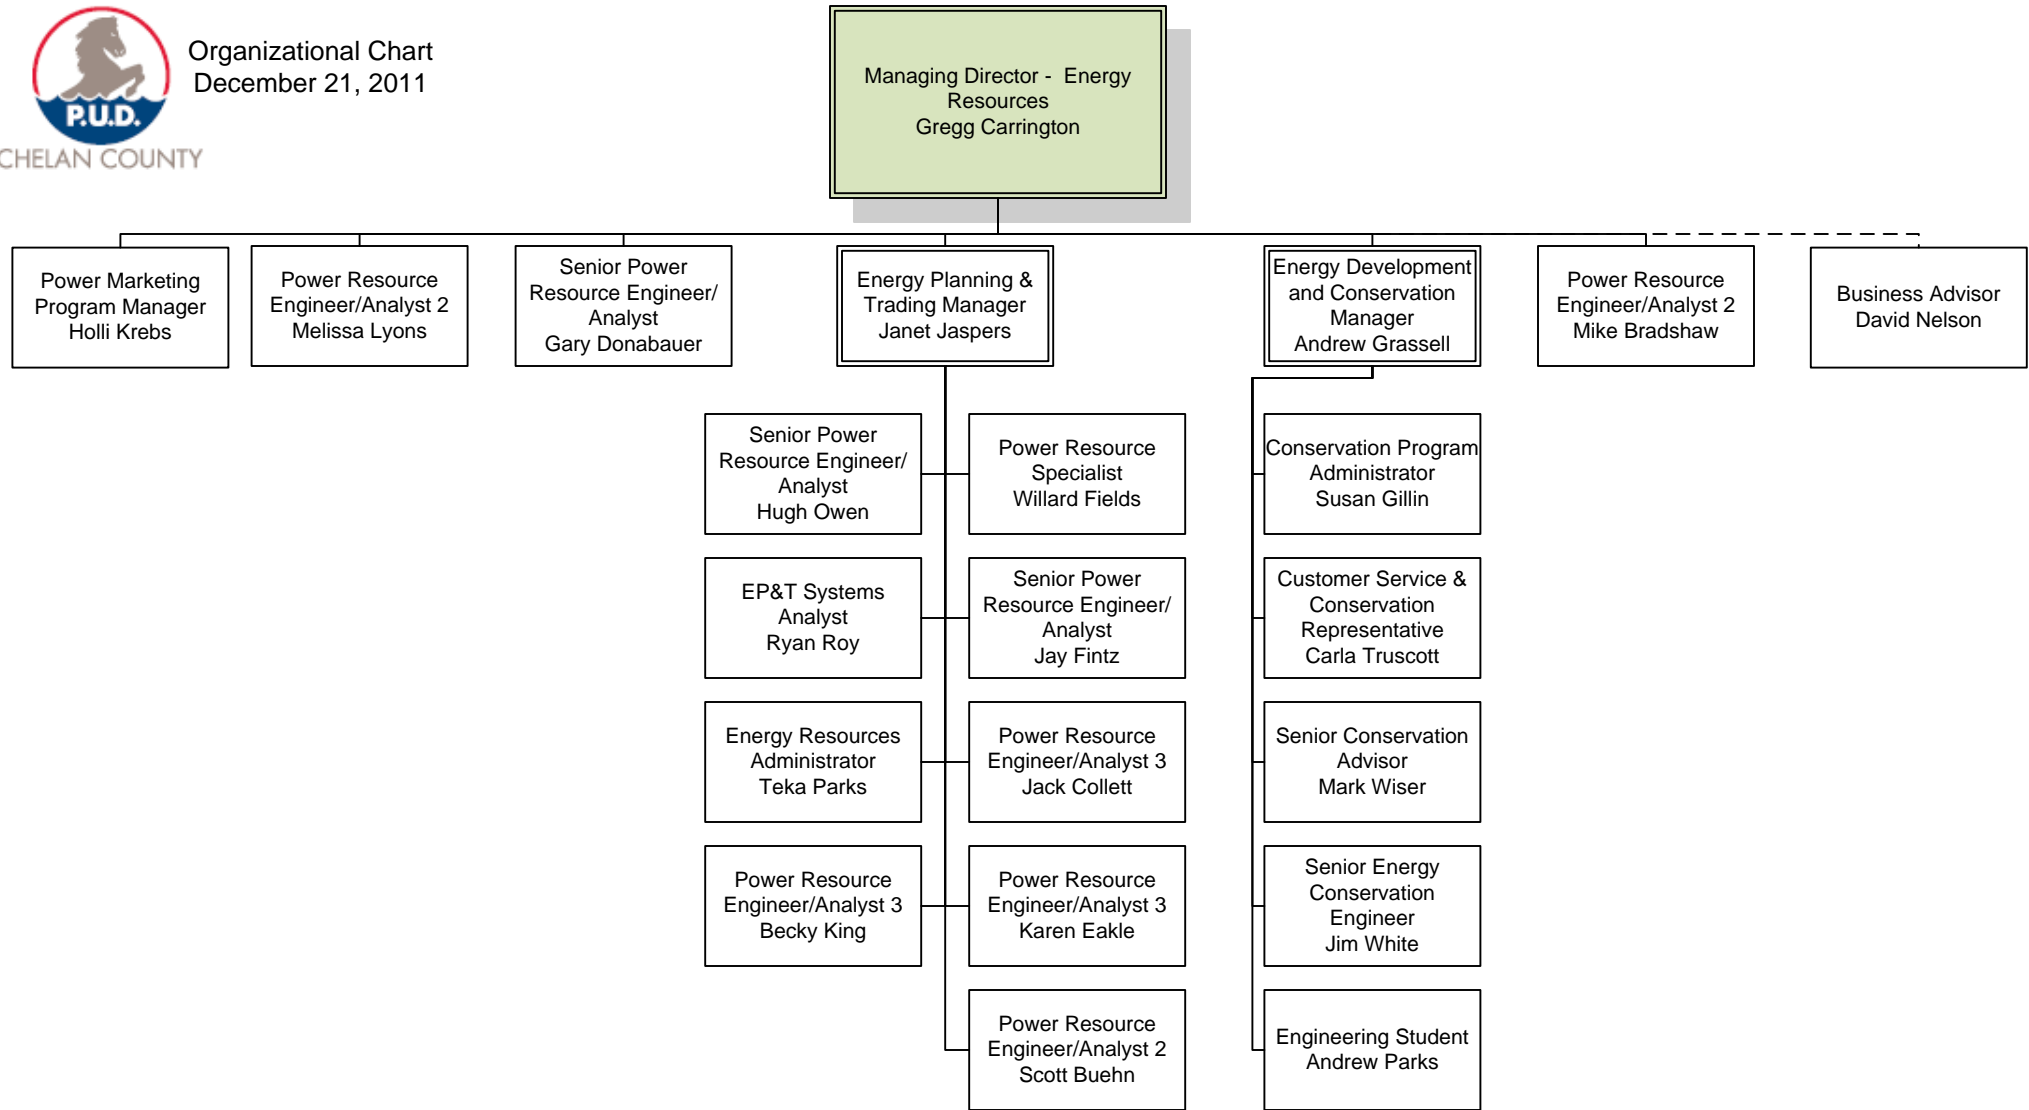 P.U.D.
CHELAN COUNTY
Organizational Chart
December 21, 2011
Managing Director - Energy
Resources
Gregg Carrington
Power Marketing
Program Manager
Holli Krebs
Power Resource
Engineer/Analyst 2
Melissa Lyons
Senior Power
Resource Engineer/
Analyst
Gary Donabauer
Energy Planning &
Trading Manager
Janet Jaspers
Energy Development
and Conservation
Manager
Andrew Grassell
Power Resource
Engineer/Analyst 2
Mike Bradshaw
Business Advisor
David Nelson
Senior Power
Resource Engineer/
Analyst
Hugh Owen
Power Resource
Specialist
Willard Fields
Conservation Program
Administrator
Susan Gillin
EP&T Systems
Analyst
Ryan Roy
Senior Power
Resource Engineer/
Analyst
Jay Fintz
Customer Service &
Conservation
Representative
Carla Truscott
Energy Resources
Administrator
Teka Parks
Power Resource
Engineer/Analyst 3
Jack Collett
Senior Conservation
Advisor
Mark Wiser
Power Resource
Engineer/Analyst 3
Becky King
Power Resource
Engineer/Analyst 3
Karen Eakle
Senior Energy
Conservation
Engineer
Jim White
Power Resource
Engineer/Analyst 2
Scott Buehn
Engineering Student
Andrew Parks